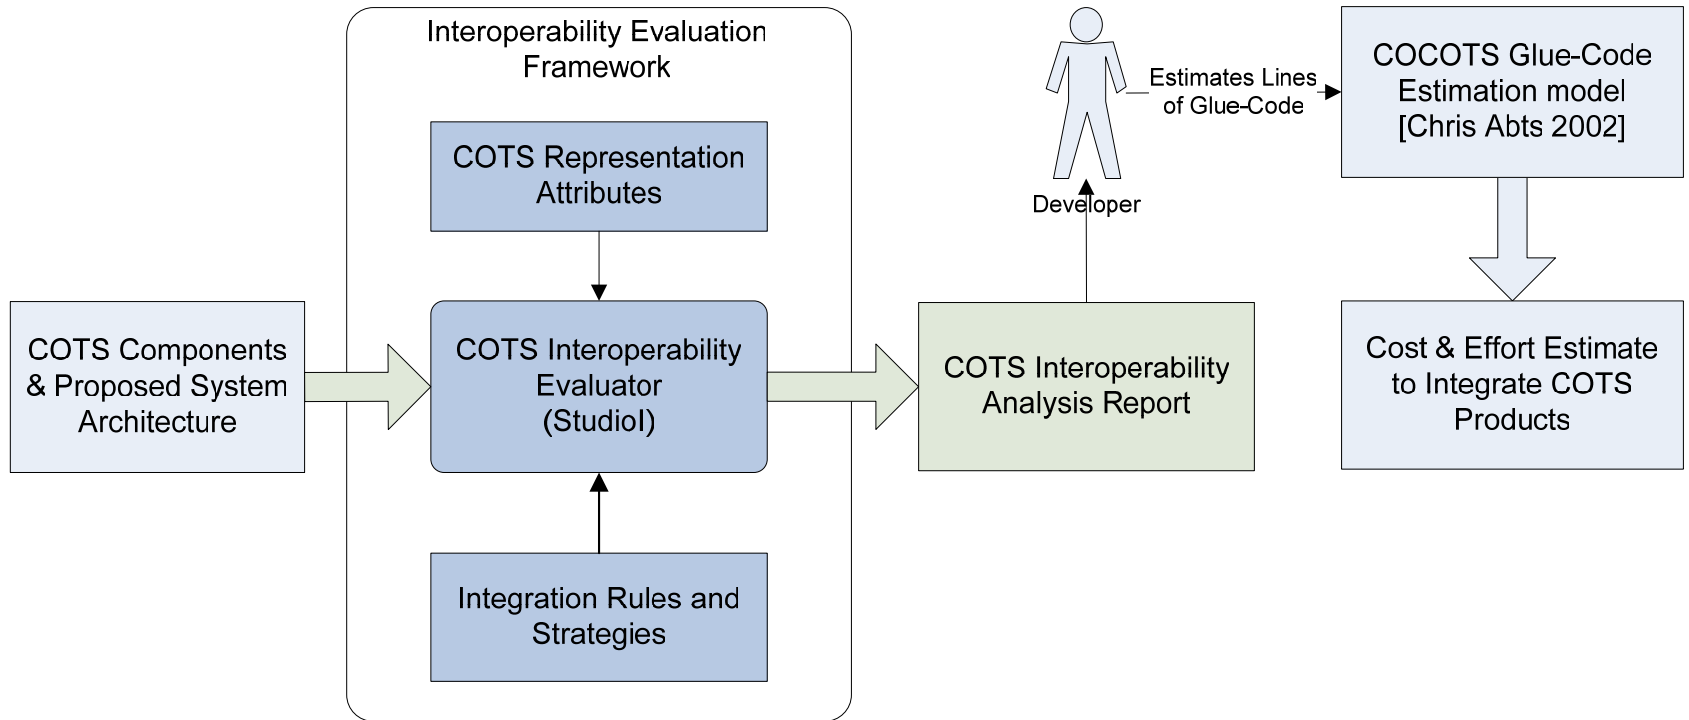 Interoperability Evaluation
Framework
COTS Representation
Attributes
COTS Components
& Proposed System
Architecture
COTS Interoperability
Evaluator
(StudioI)
Integration Rules and
Strategies
COTS Interoperability
Analysis Report
Developer
Estimates Lines
of Glue-Code
COCOTS Glue-Code
Estimation model
[Chris Abts 2002]
Cost & Effort Estimate
to Integrate COTS
Products